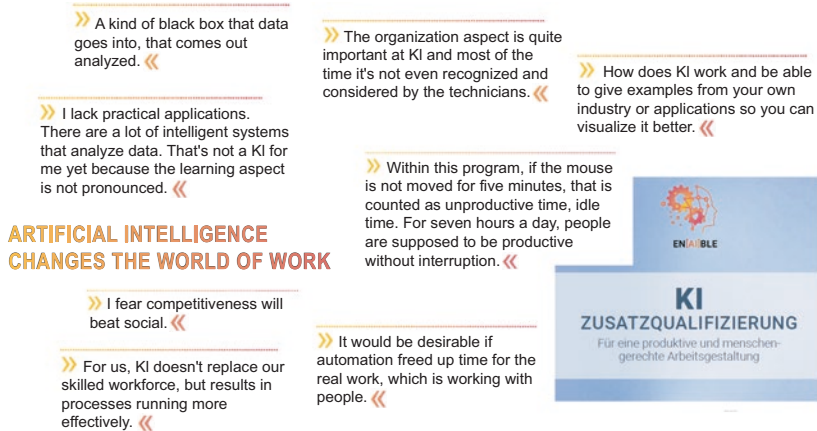 » A kind of black box that data
goes into, that comes out
analyzed. «
» The organization aspect is quite
important at KI and most of the
time it's not even recognized and
considered by the technicians. «
» How does KI work and be able
to give examples from your own
industry or applications so you can
visualize it better. «
» I lack practical applications.
There are a lot of intelligent systems
that analyze data. That's not a KI for
me yet because the learning aspect
is not pronounced. «
» Within this program, if the mouse
is not moved for five minutes, that is
counted as unproductive time, idle
time. For seven hours a day, people
are supposed to be productive
without interruption. «
ARTIFICIAL INTELLIGENCE
CHANGES THE WORLD OF WORK
EN[AI]BLE
KI
ZUSATZQUALIFIZIERUNG
Für eine produktive und menschen-
gerechte Arbeitsgestaltung
» I fear competitiveness will
beat social. «
» For us, KI doesn't replace our
skilled workforce, but results in
processes running more
effectively. «
» It would be desirable if
automation freed up time for the
real work, which is working with
people. «